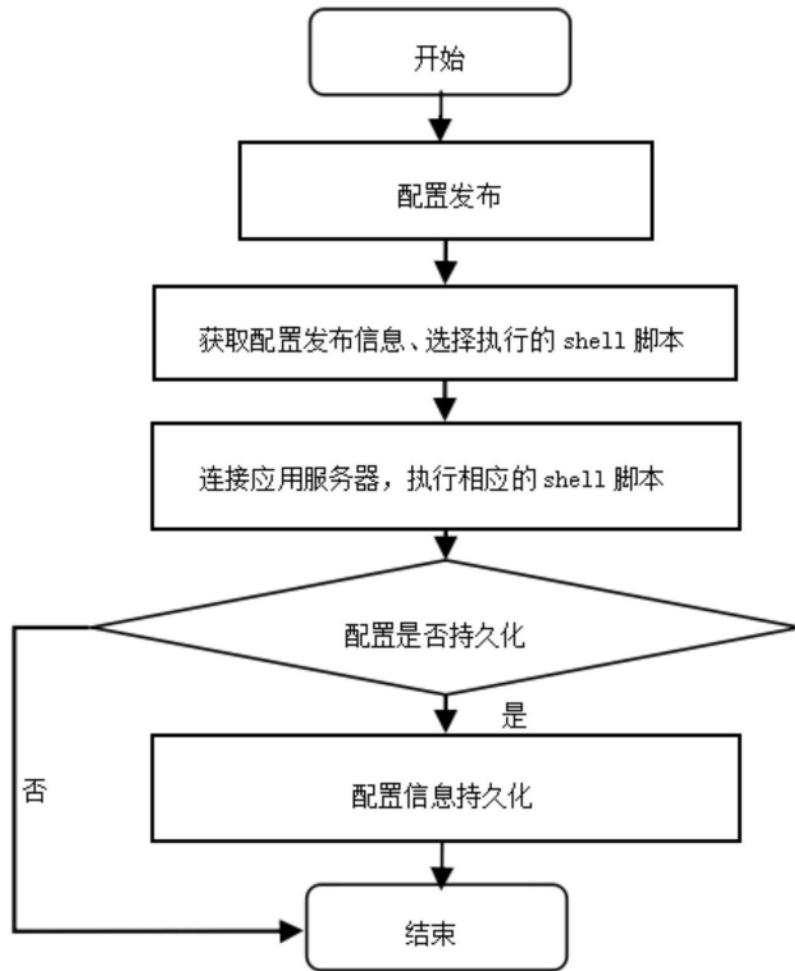 开始
配置发布
获取配置发布信息、选择执行的 shell 脚本
连接应用服务器，执行相应的 shell 脚本
配置是否持久化
是
否
配置信息持久化
结束